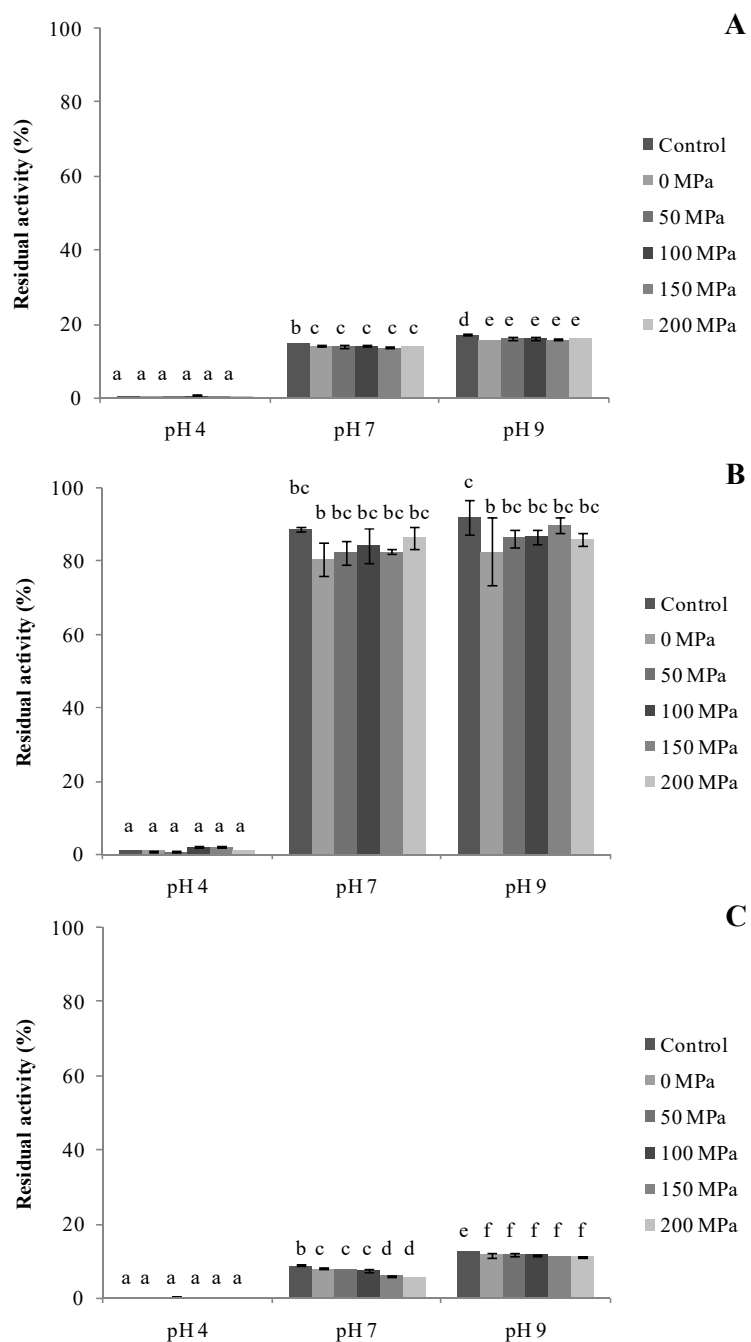 A
100
80
60
40
20
0
Residual activity (%)
a a a a a a
b c c c c c
d e e e e e
pH 4 pH 7 pH 9
Control
0 MPa
50 MPa
100 MPa
150 MPa
200 MPa
B
100
80
60
40
20
0
Residual activity (%)
a a a a a a
bc b bc bc bc bc
c b bc bc bc bc
pH 4 pH 7 pH 9
Control
0 MPa
50 MPa
100 MPa
150 MPa
200 MPa
C
100
80
60
40
20
0
Residual activity (%)
a a a a a a
b c c c d d
e f f f f f
pH 4 pH 7 pH 9
Control
0 MPa
50 MPa
100 MPa
150 MPa
200 MPa